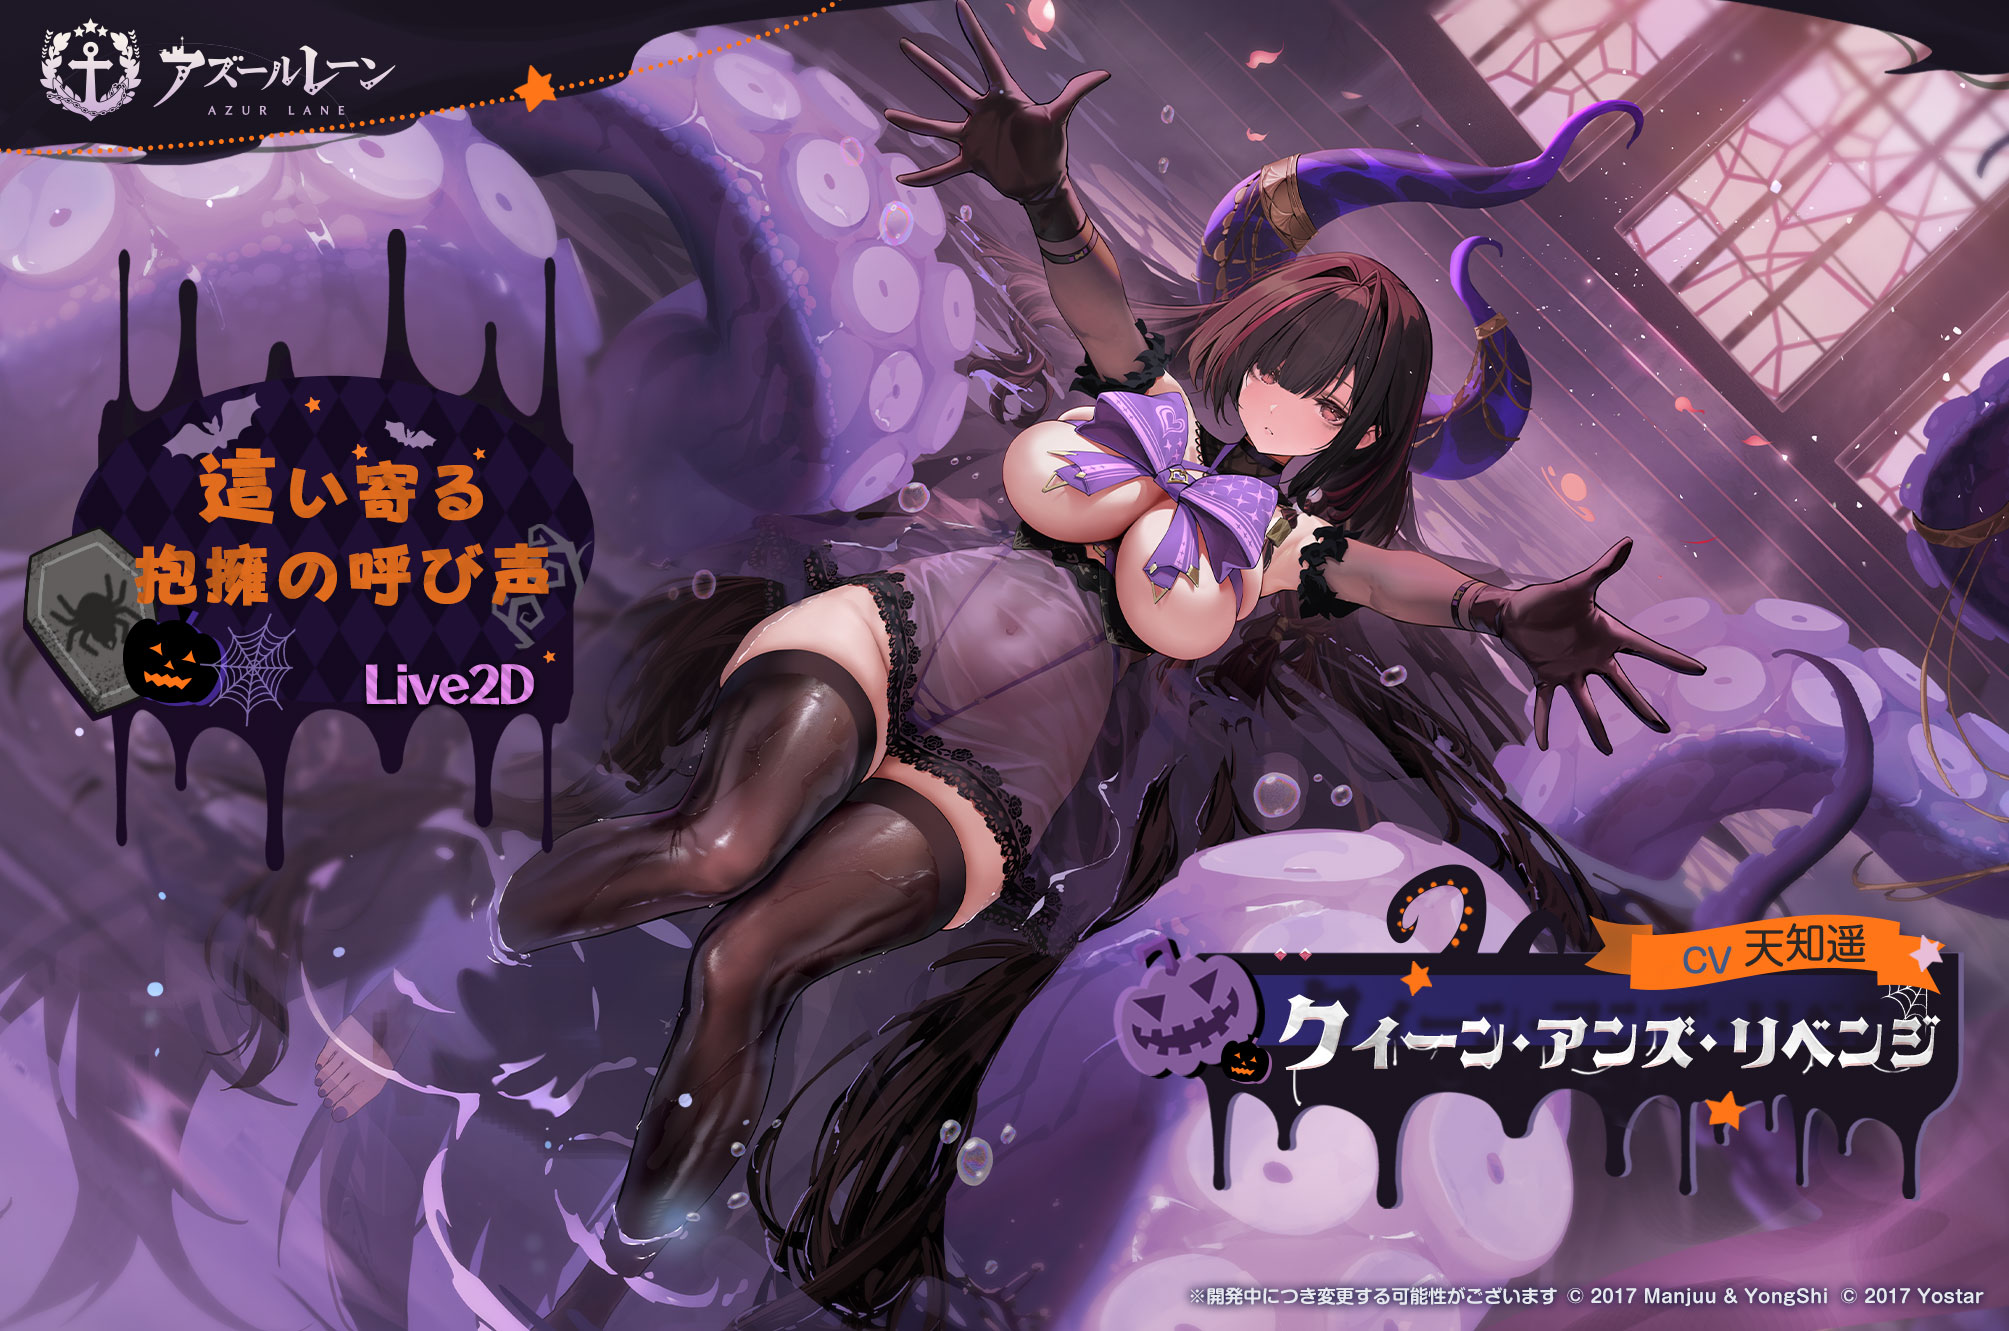 アズールレーン
AZUR LANE
這い寄る
抱擁の呼び声
Live2D
CV 天知遥
クィーン・アンズ・リベンジ
※開発中につき変更する可能性がございます © 2017 Manjuu & YongShi © 2017 Yostar